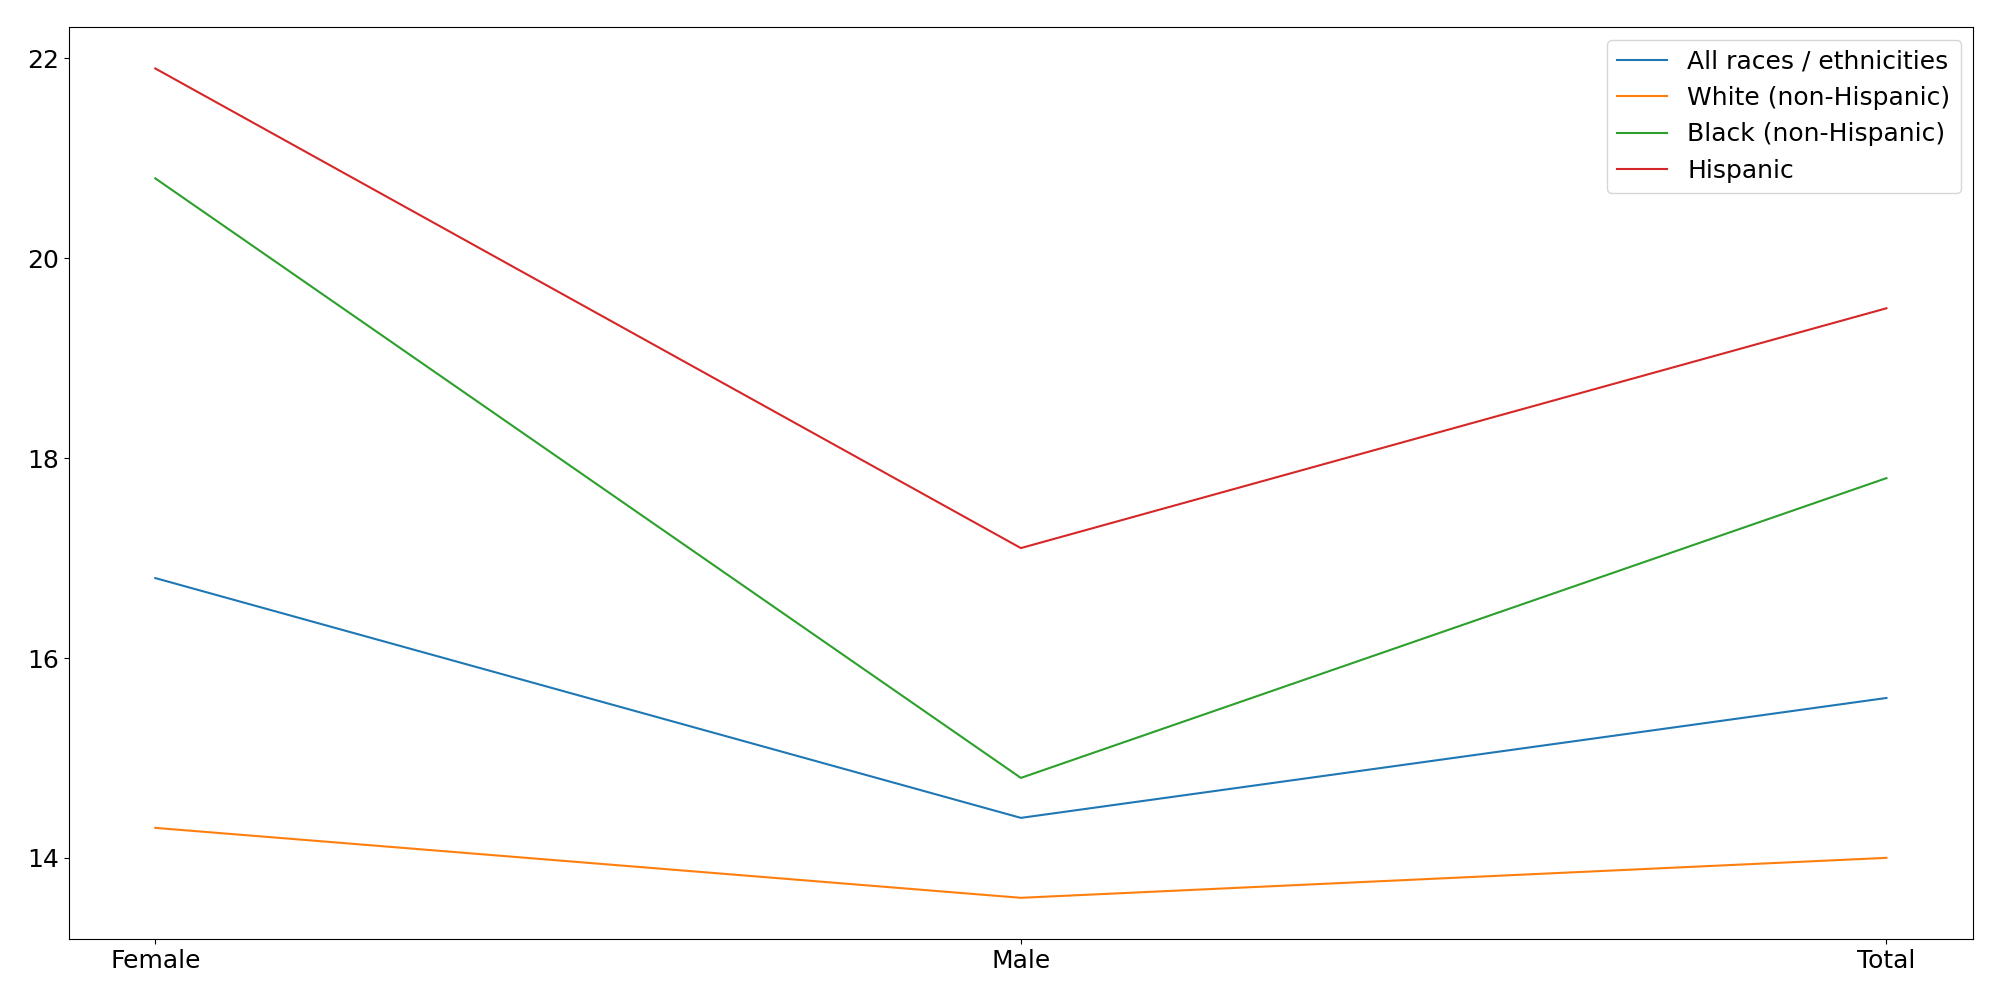 22
20
18
16
14
Female
Male
Total
All races / ethnicities
White (non-Hispanic)
Black (non-Hispanic)
Hispanic